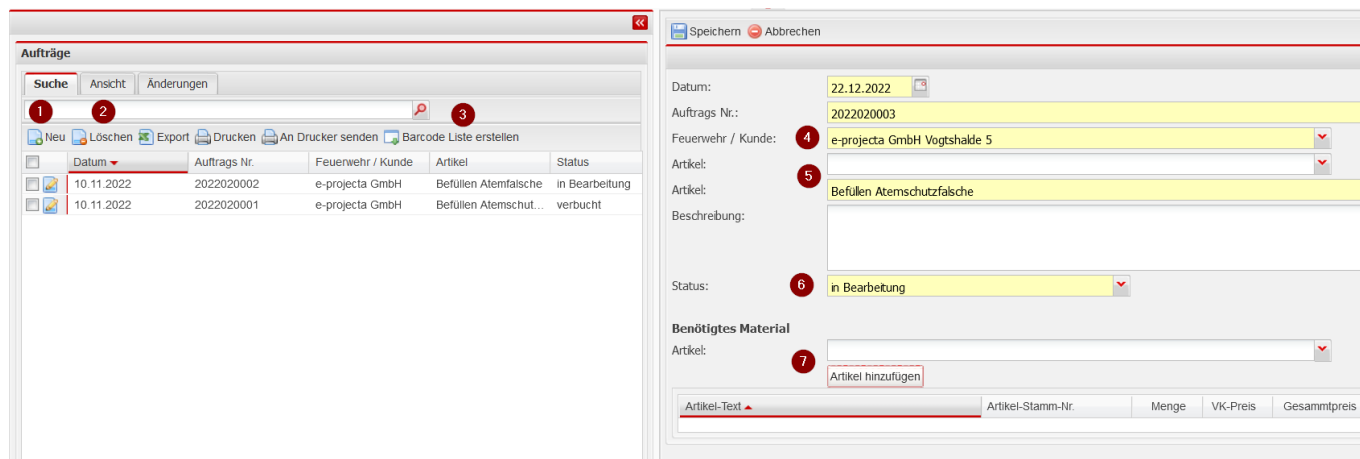 Aufträge
Suche Ansicht Änderungen
1 2 3
Neu Löschen Export Drucken An Drucker senden Barcode Liste erstellen
Datum Auftrags Nr. Feuerwehr / Kunde Artikel Status
10.11.2022 2022020002 e-projecta GmbH Befüllen Atemfalsche in Bearbeitung
10.11.2022 2022020001 e-projecta GmbH Befüllen Atemschut... verbucht
Speichern Abbrechen
Datum: 22.12.2022
Auftrags Nr.: 2022020003
Feuerwehr / Kunde: 4 e-projecta GmbH Vogtshalde 5
Artikel:
5
Artikel: Befüllen Atemschutzfalsche
Beschreibung:
Status: 6 in Bearbeitung
Benötigtes Material
Artikel:
7
Artikel hinzufügen
Artikel-Text Artikel-Stamm-Nr. Menge VK-Preis Gesammtpreis